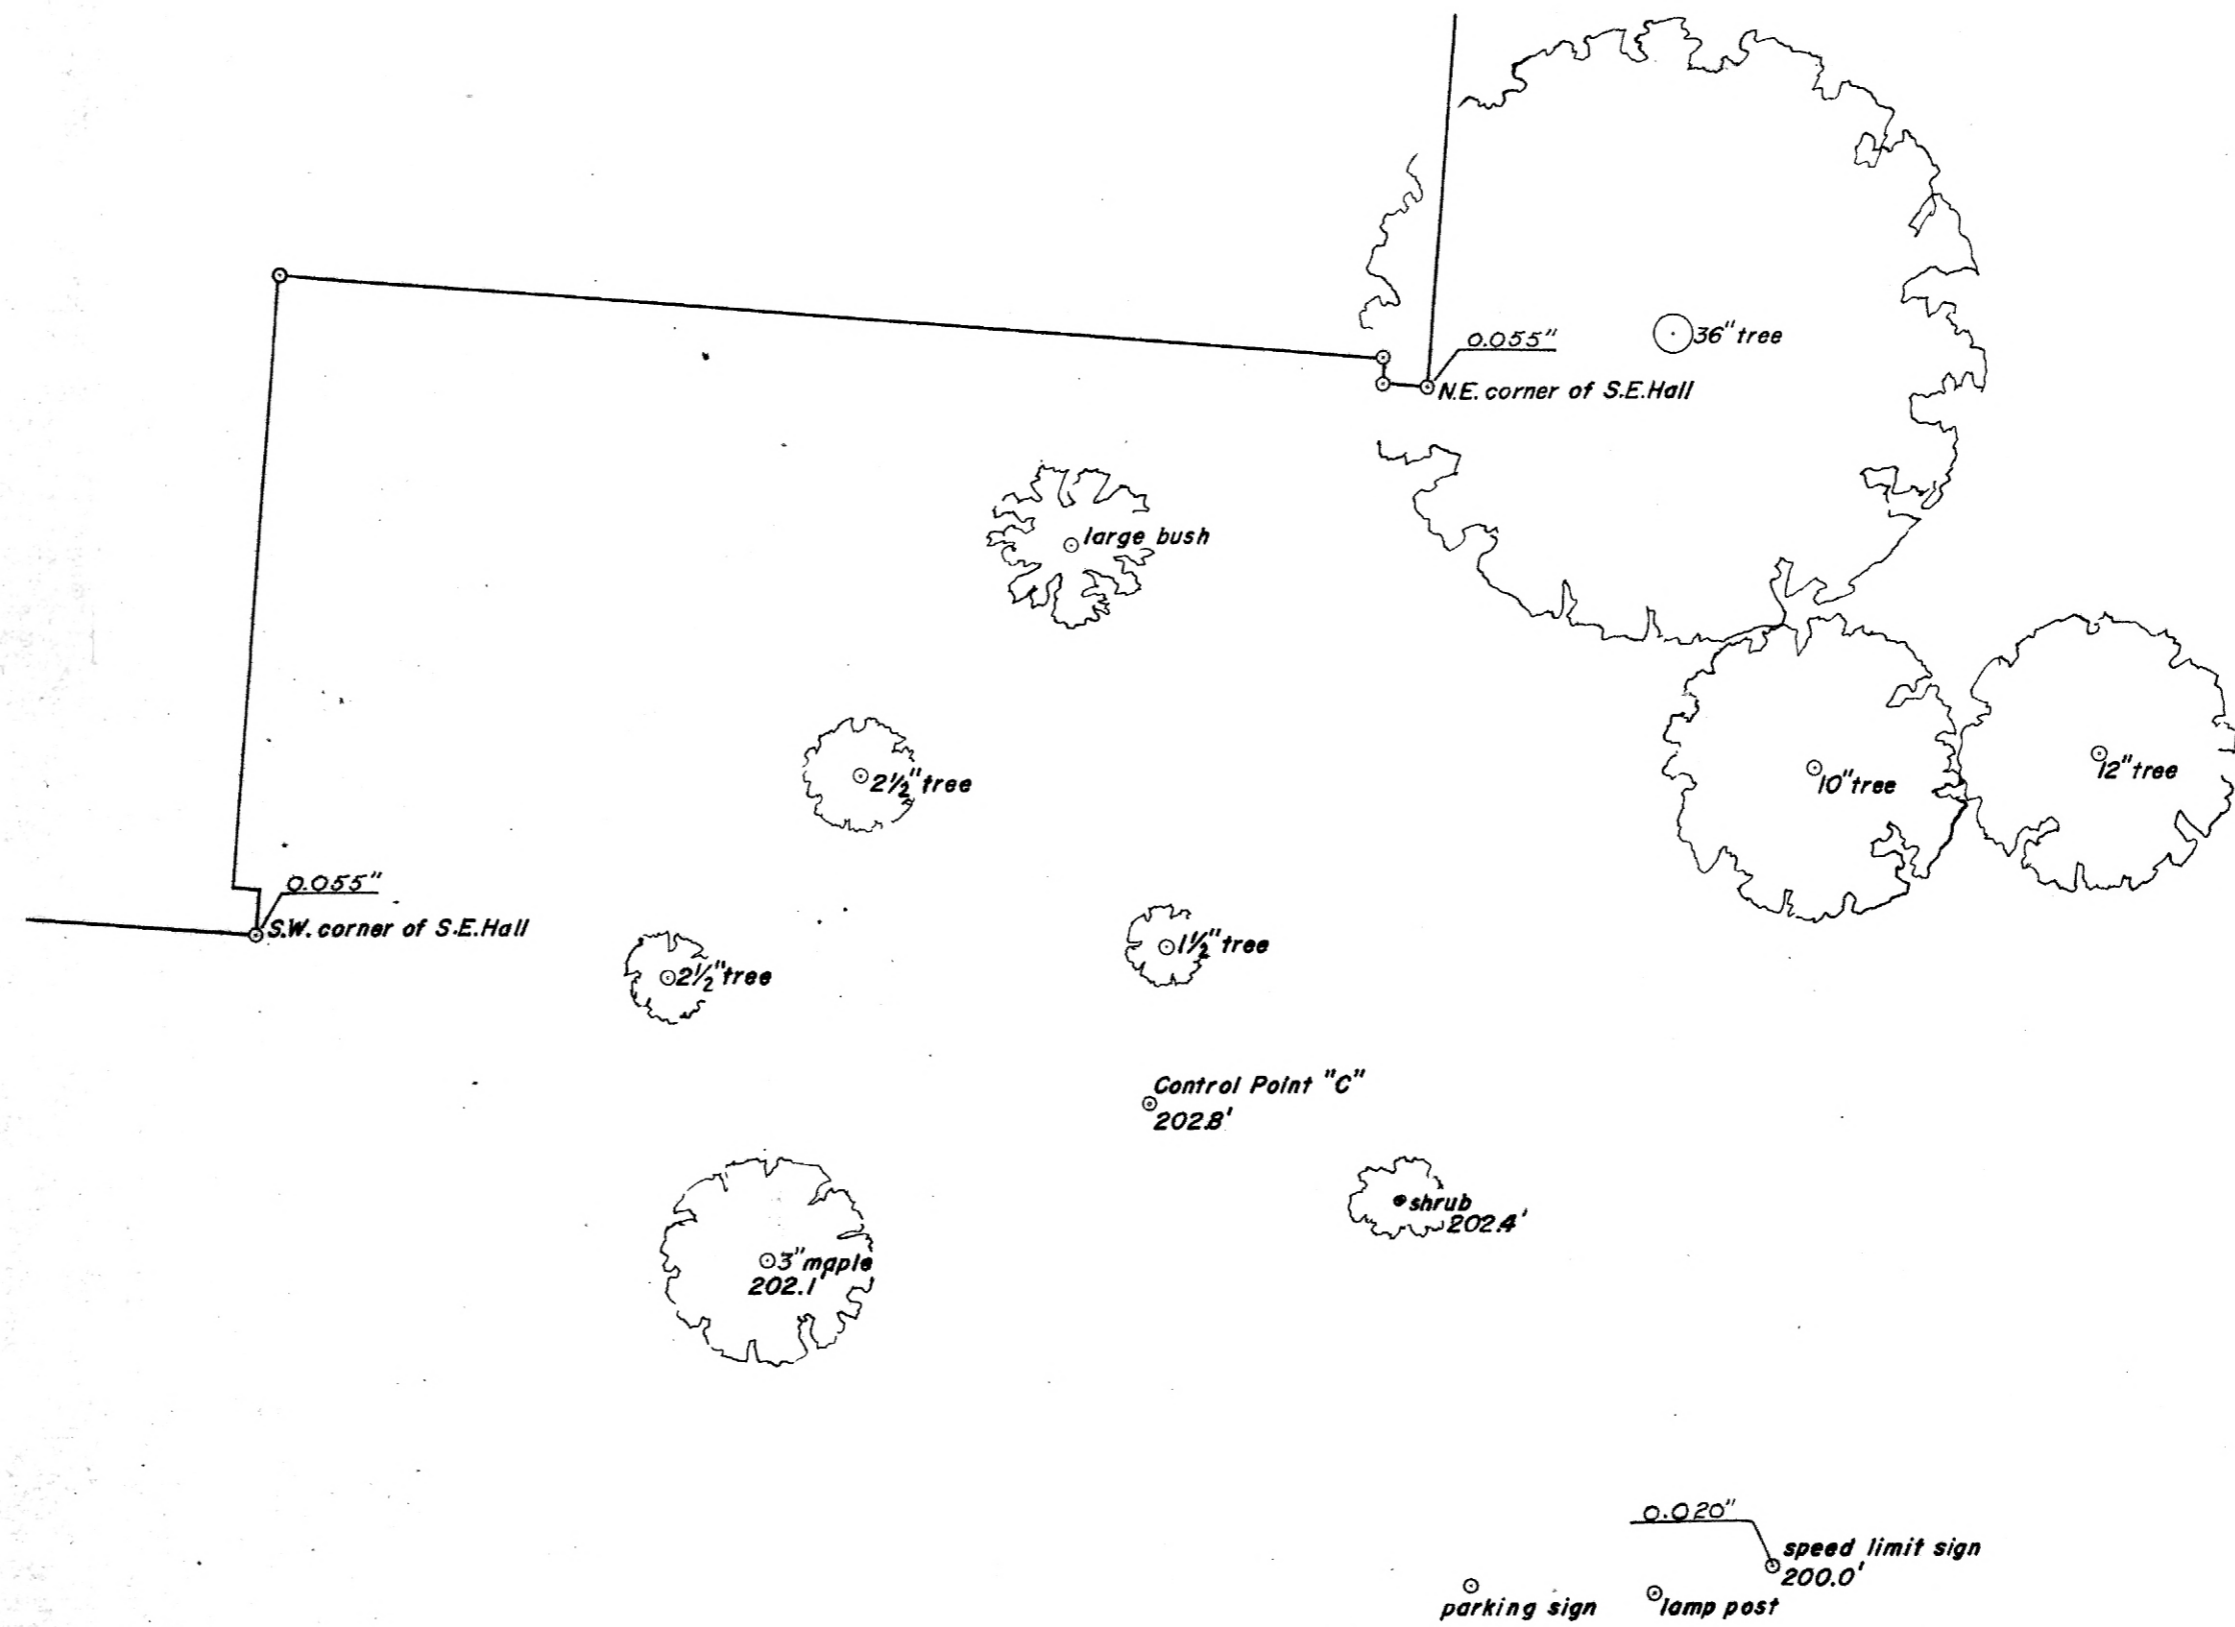 0.055"
36" tree
N.E. corner of S.E. Hall
large bush
2½" tree
10" tree
12" tree
0.055"
S.W. corner of S.E. Hall
2½" tree
1½" tree
Control Point "C"
202.8'
shrub
202.4'
3" maple
202.1'
0.020"
speed limit sign
200.0'
parking sign
lamp post